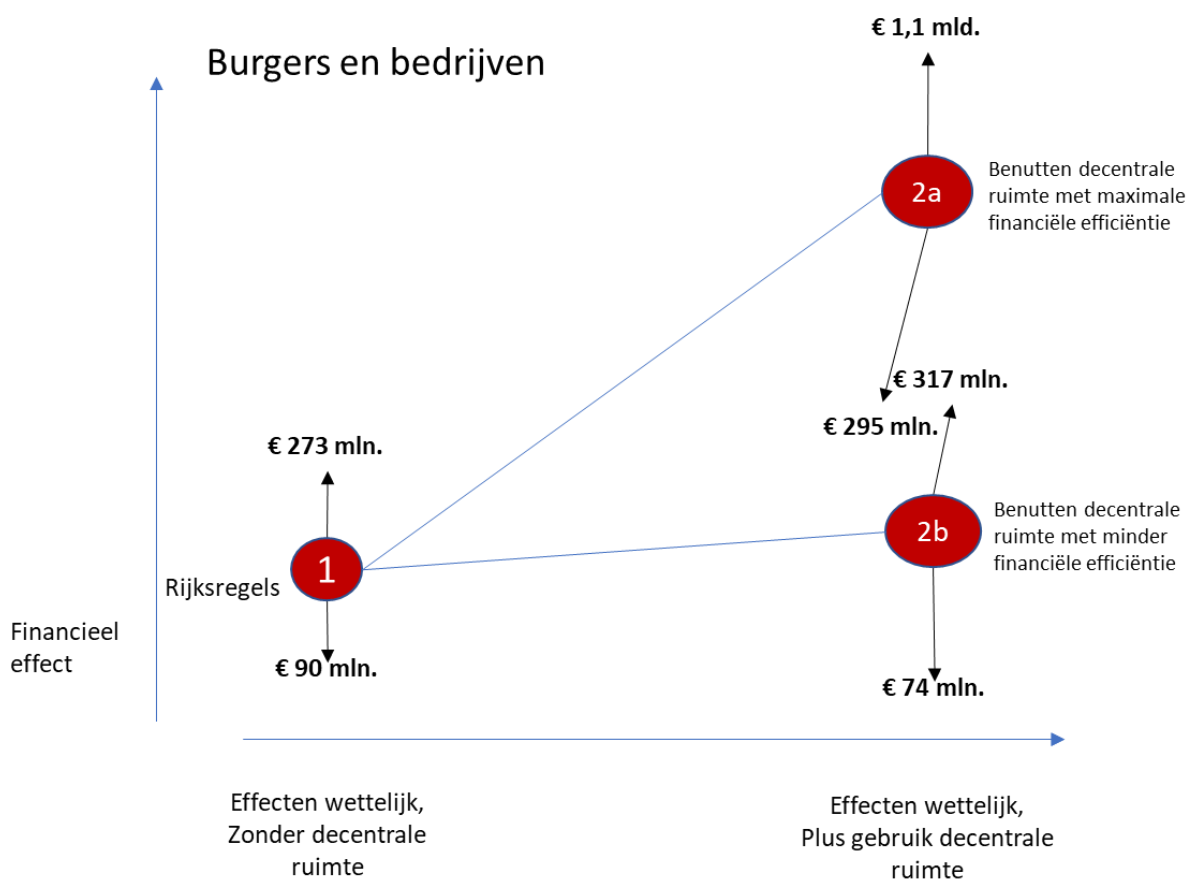 € 1,1 mld.
Burgers en bedrijven
2a
Benutten decentrale
ruimte met maximale
financiële efficiëntie
€ 317 mln.
€ 295 mln.
€ 273 mln.
2b
Benutten decentrale
ruimte met minder
financiële efficiëntie
1
Rijksregels
Financieel
effect
€ 90 mln.
€ 74 mln.
Effecten wettelijk,
Zonder decentrale
ruimte
Effecten wettelijk,
Plus gebruik decentrale
ruimte